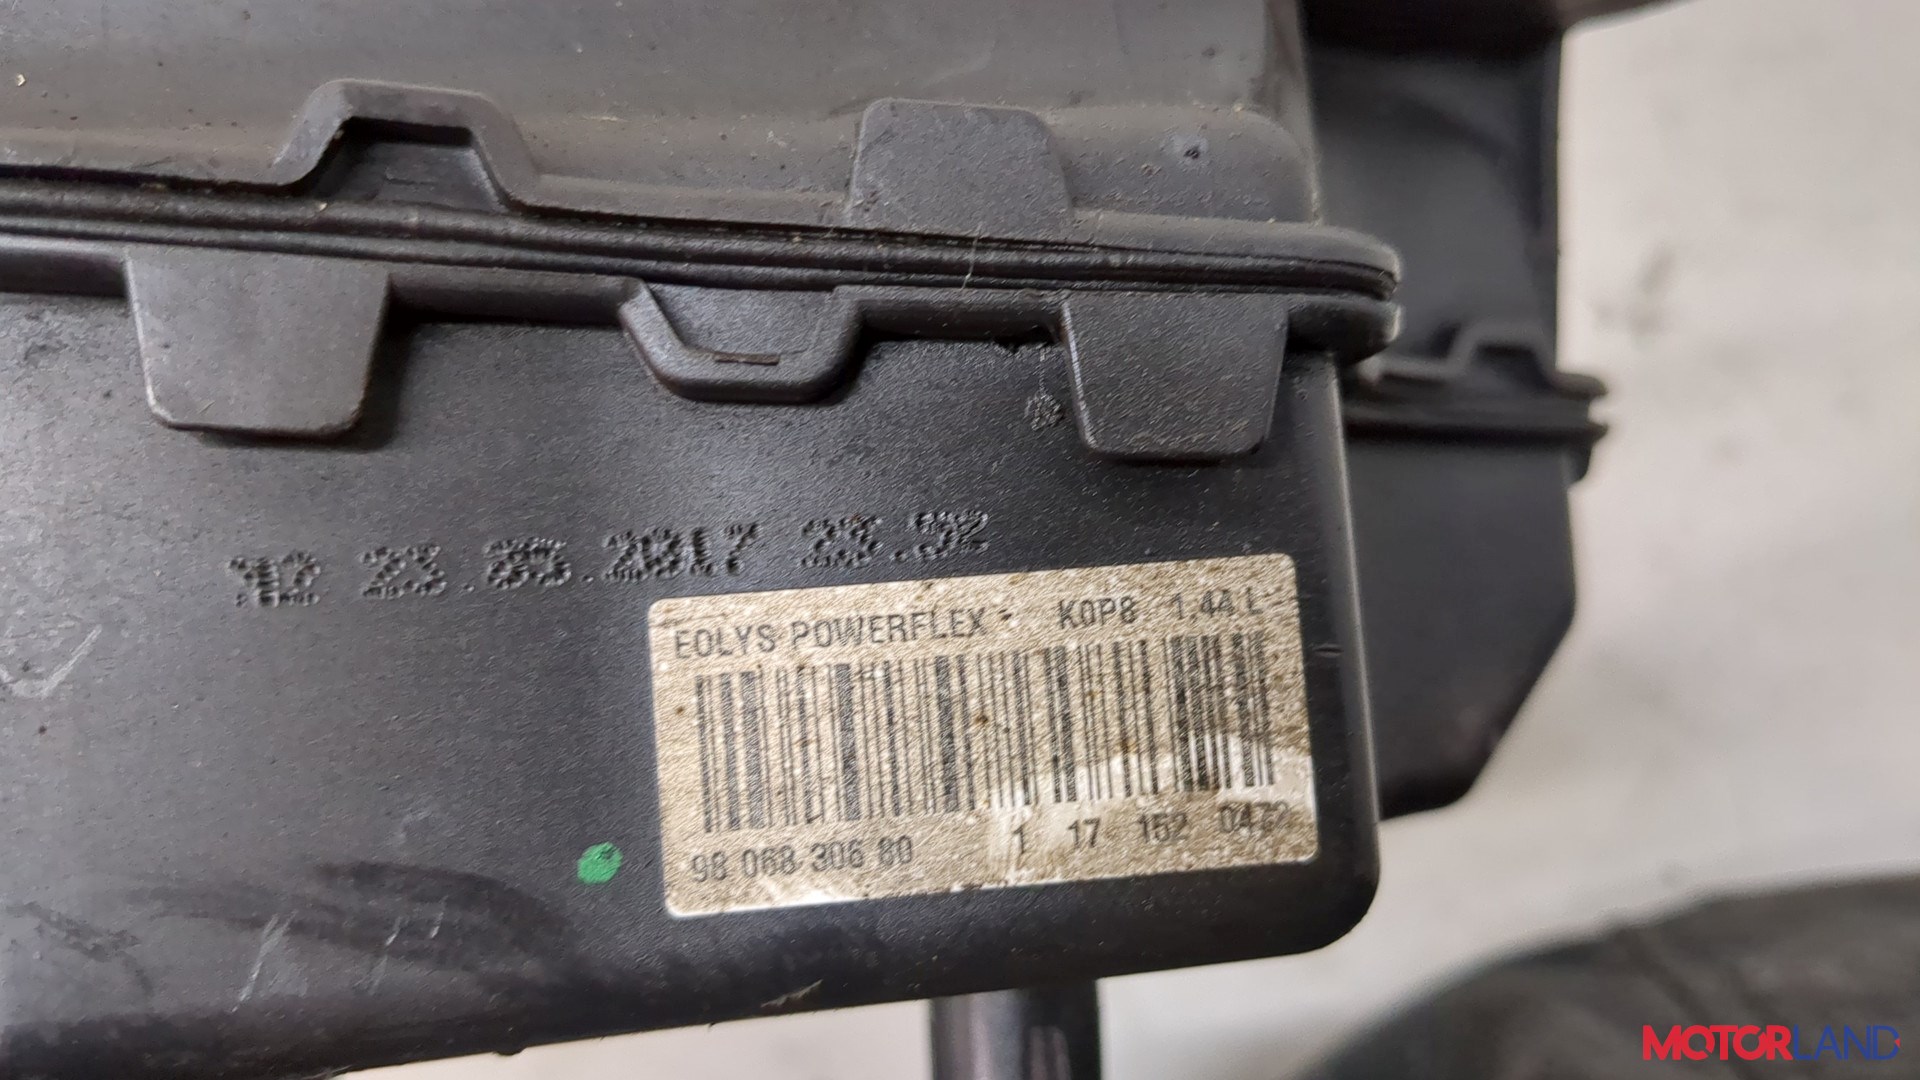 23.05.2017 23.32
EOLYS POWERFLEX - K0P8 1.44 L
98 068 306 80 1 17 152 0472
MOTORLAND